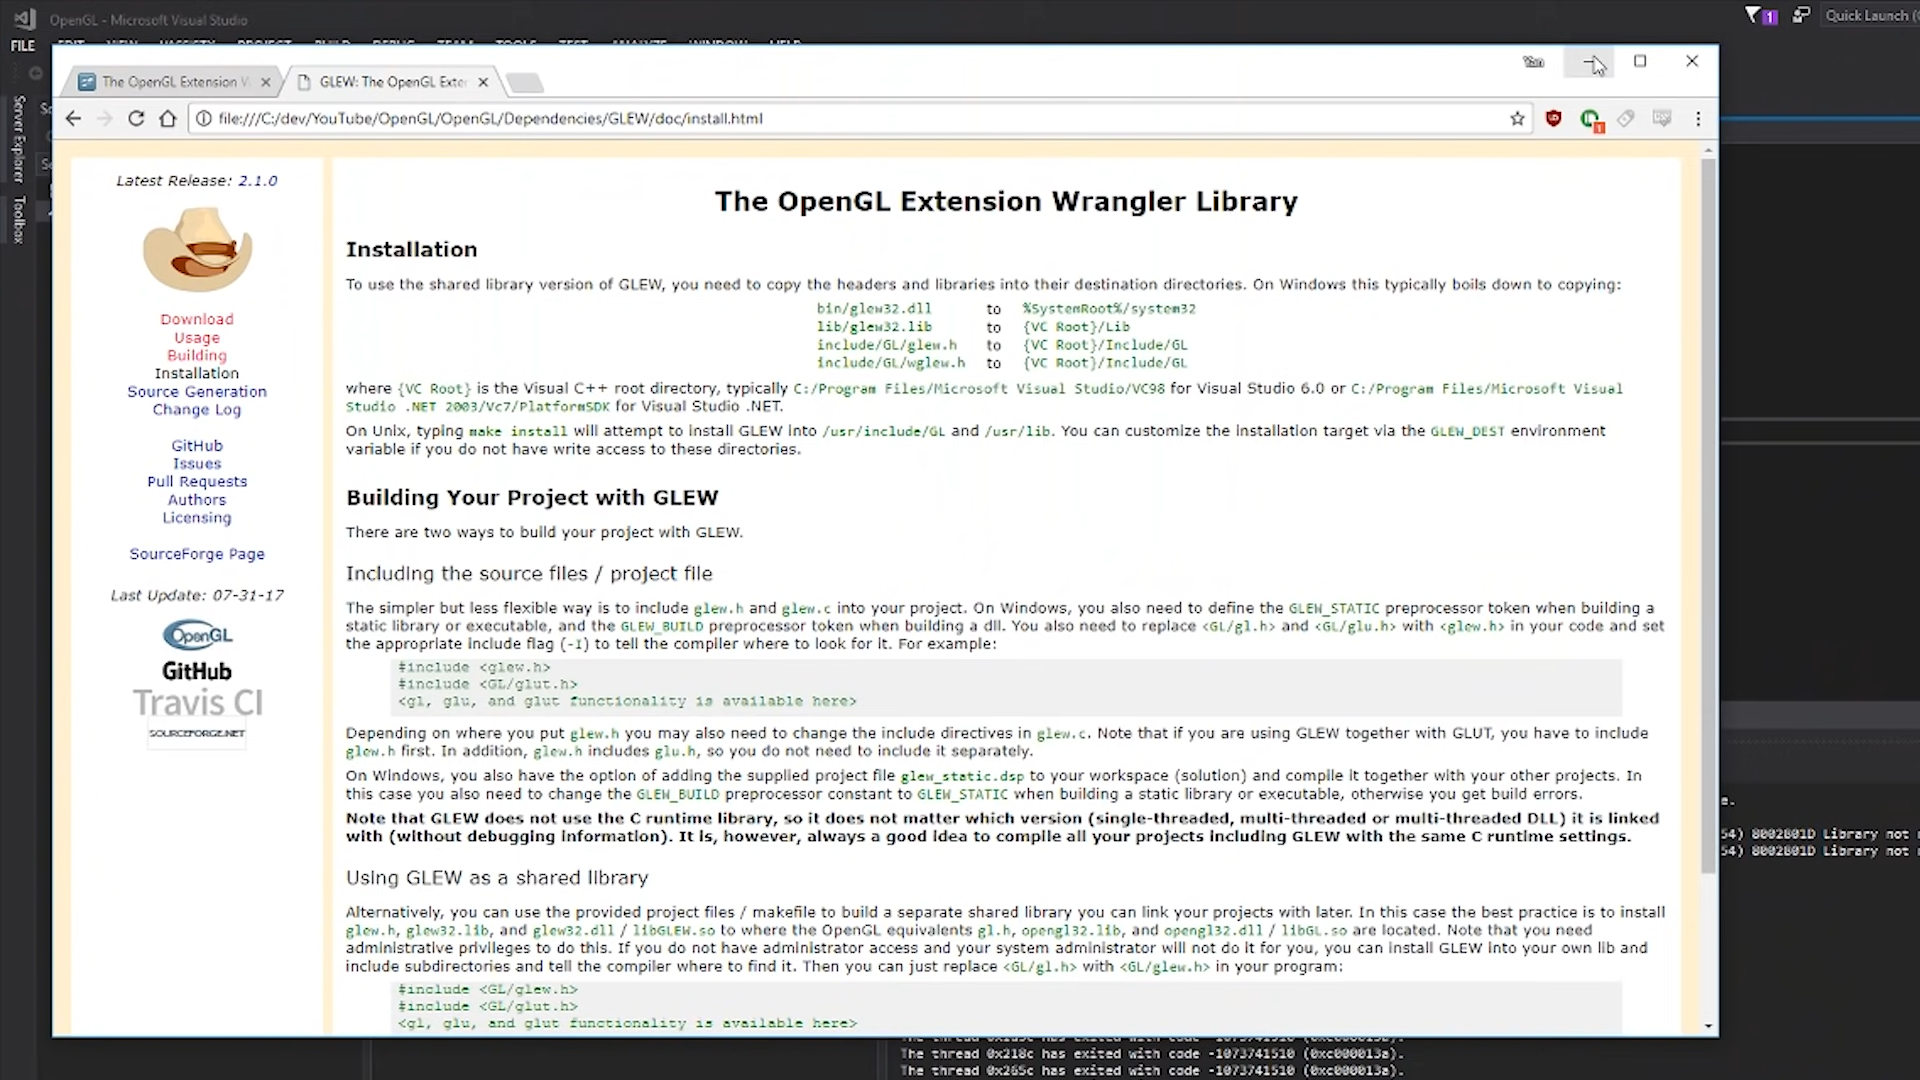 OpenGL - Microsoft Visual Studio
1
Quick Launch (
FILE EDIT VIEW VASSISTX PROJECT BUILD DEBUG TEAM TOOLS TEST ANALYZE WINDOW HELP
The OpenGL Extension W
GLEW: The OpenGL Exte
file:///C:/dev/YouTube/OpenGL/OpenGL/Dependencies/GLEW/doc/install.html
Server Explorer
Toolbox
Latest Release: 2.1.0
Download
Usage
Building
Installation
Source Generation
Change Log
GitHub
Issues
Pull Requests
Authors
Licensing
SourceForge Page
Last Update: 07-31-17
OpenGL
GitHub
Travis CI
SOURCEFORGE.NET
The OpenGL Extension Wrangler Library
Installation
To use the shared library version of GLEW, you need to copy the headers and libraries into their destination directories. On Windows this typically boils down to copying:
bin/glew32.dll to %SystemRoot%/system32
lib/glew32.lib to {VC Root}/Lib
include/GL/glew.h to {VC Root}/Include/GL
include/GL/wglew.h to {VC Root}/Include/GL
where {VC Root} is the Visual C++ root directory, typically C:/Program Files/Microsoft Visual Studio/VC98 for Visual Studio 6.0 or C:/Program Files/Microsoft Visual
Studio .NET 2003/Vc7/PlatformSDK for Visual Studio .NET.
On Unix, typing make install will attempt to install GLEW into /usr/include/GL and /usr/lib. You can customize the installation target via the GLEW_DEST environment
variable if you do not have write access to these directories.
Building Your Project with GLEW
There are two ways to build your project with GLEW.
Including the source files / project file
The simpler but less flexible way is to include glew.h and glew.c into your project. On Windows, you also need to define the GLEW_STATIC preprocessor token when building a
static library or executable, and the GLEW_BUILD preprocessor token when building a dll. You also need to replace <GL/gl.h> and <GL/glu.h> with <glew.h> in your code and set
the appropriate include flag (-I) to tell the compiler where to look for it. For example:
#include <glew.h>
#include <GL/glut.h>
<gl, glu, and glut functionality is available here>
Depending on where you put glew.h you may also need to change the include directives in glew.c. Note that if you are using GLEW together with GLUT, you have to include
glew.h first. In addition, glew.h includes glu.h, so you do not need to include it separately.
On Windows, you also have the option of adding the supplied project file glew_static.dsp to your workspace (solution) and compile it together with your other projects. In
this case you also need to change the GLEW_BUILD preprocessor constant to GLEW_STATIC when building a static library or executable, otherwise you get build errors.
Note that GLEW does not use the C runtime library, so it does not matter which version (single-threaded, multi-threaded or multi-threaded DLL) it is linked
with (without debugging information). It is, however, always a good idea to compile all your projects including GLEW with the same C runtime settings.
Using GLEW as a shared library
Alternatively, you can use the provided project files / makefile to build a separate shared library you can link your projects with later. In this case the best practice is to install
glew.h, glew32.lib, and glew32.dll / libGLEW.so to where the OpenGL equivalents gl.h, opengl32.lib, and opengl32.dll / libGL.so are located. Note that you need
administrative privileges to do this. If you do not have administrator access and your system administrator will not do it for you, you can install GLEW into your own lib and
include subdirectories and tell the compiler where to find it. Then you can just replace <GL/gl.h> with <GL/glew.h> in your program:
#include <GL/glew.h>
#include <GL/glut.h>
<gl, glu, and glut functionality is available here>
54) 8002801D Library not
54) 8002801D Library not
The thread 0x218c has exited with code -1073741510 (0xc000013a).
The thread 0x265c has exited with code -1073741510 (0xc000013a).